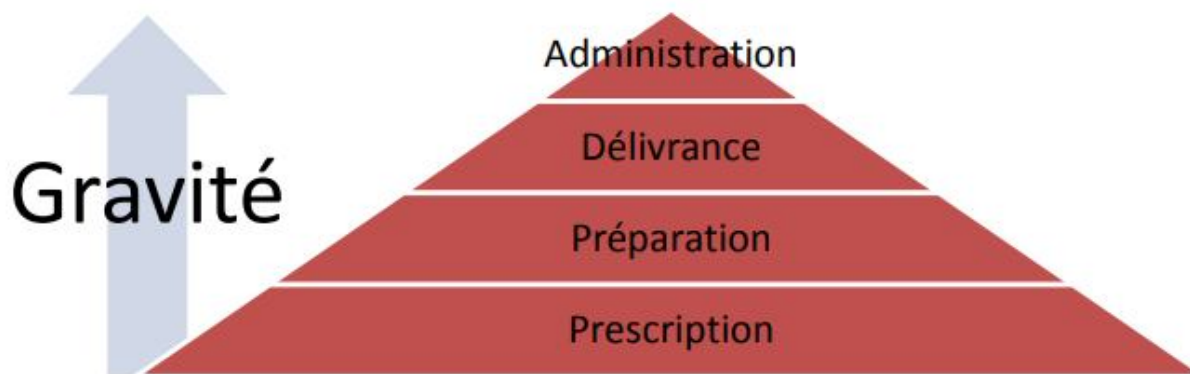 Administration
Délivrance
Gravité
Préparation
Prescription